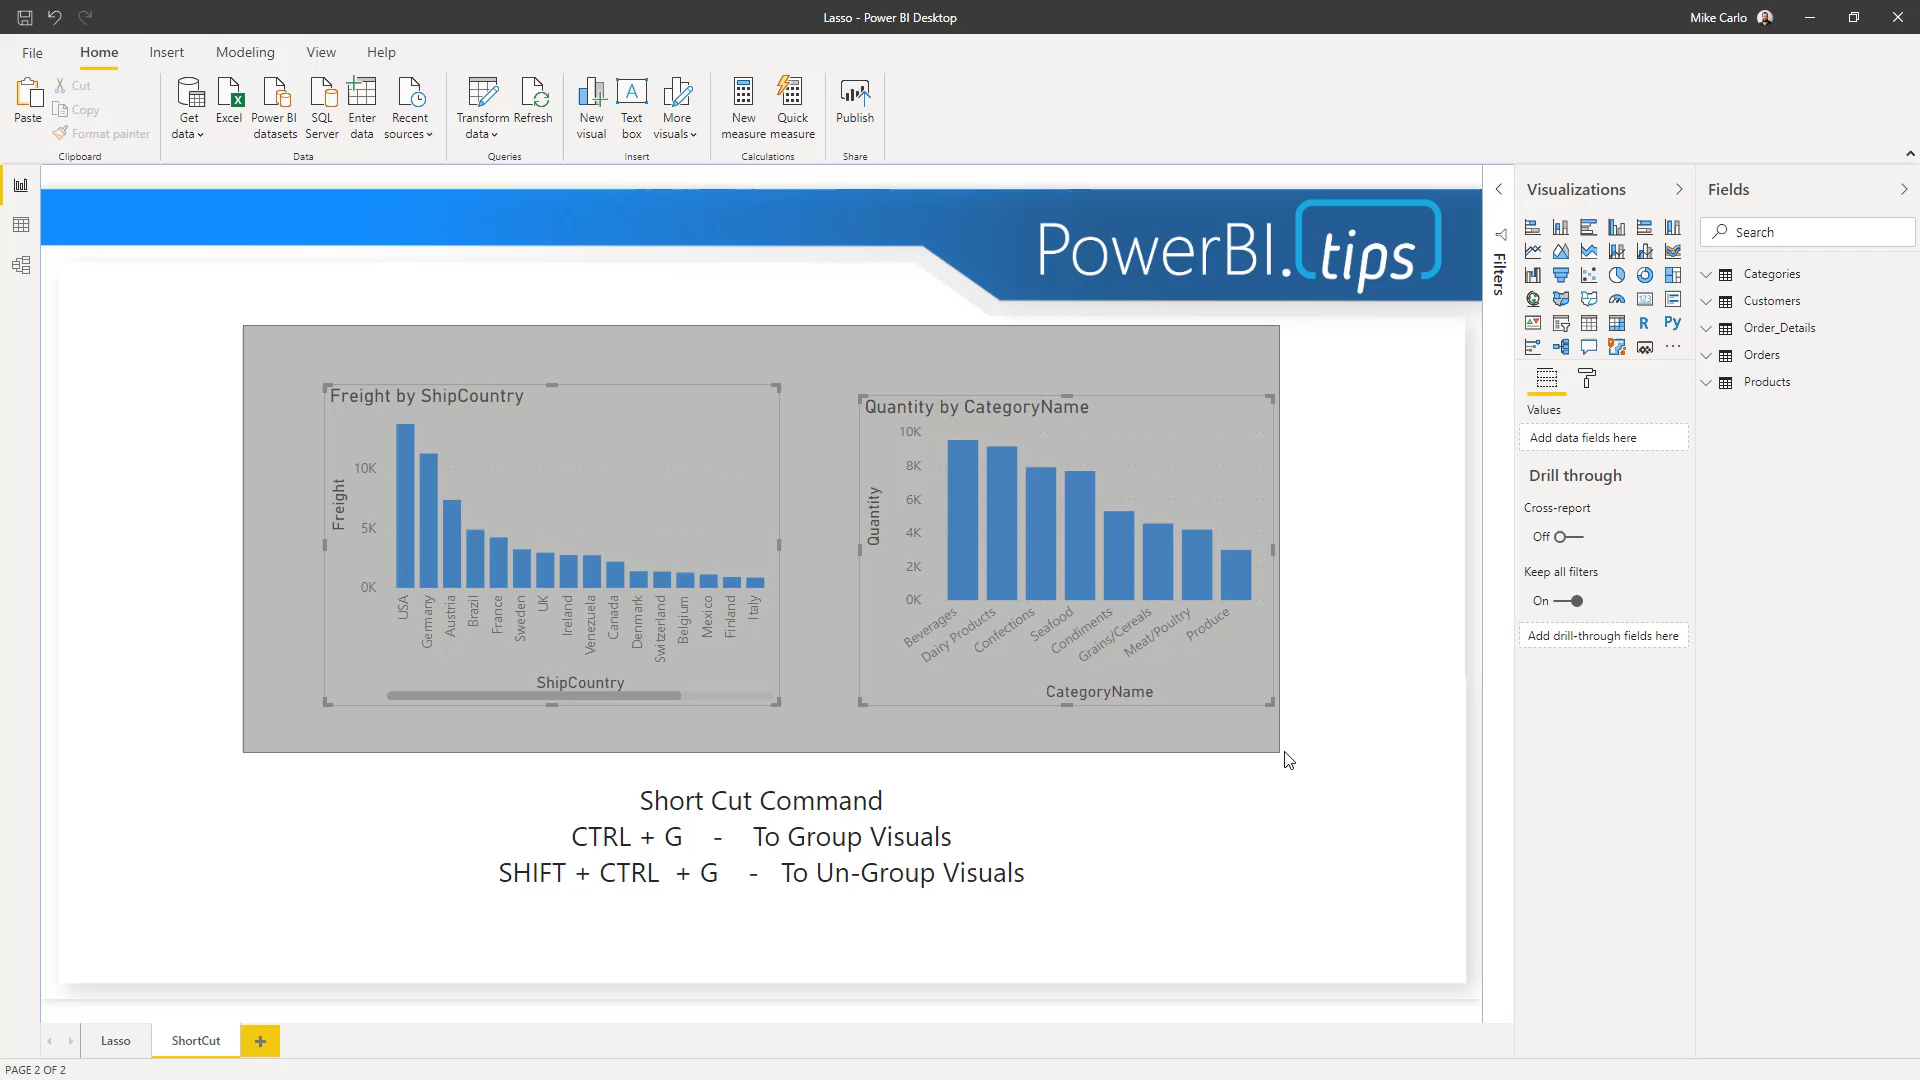 Lasso - Power BI Desktop
Mike Carlo
File Home Insert Modeling View Help
Paste
Cut
Copy
Format painter
Clipboard
Get data
Excel
Power BI datasets
SQL Server
Enter data
Recent sources
Data
Transform data
Refresh
Queries
New visual
Text box
More visuals
Insert
New measure
Quick measure
Calculations
Publish
Share
PowerBI.tips
Freight by ShipCountry
Freight
10K
5K
0K
USA
Germany
Austria
Brazil
France
Sweden
UK
Ireland
Venezuela
Canada
Denmark
Switzerland
Belgium
Mexico
Finland
Italy
ShipCountry
Quantity by CategoryName
Quantity
10K
8K
6K
4K
2K
0K
Beverages
Dairy Products
Confections
Seafood
Condiments
Grains/Cereals
Meat/Poultry
Produce
CategoryName
Short Cut Command
CTRL + G - To Group Visuals
SHIFT + CTRL + G - To Un-Group Visuals
Filters
Visualizations
R
Py
123
A
...
Values
Add data fields here
Drill through
Cross-report
Off
Keep all filters
On
Add drill-through fields here
Fields
Search
Categories
Customers
Order_Details
Orders
Products
Lasso
ShortCut
+
PAGE 2 OF 2